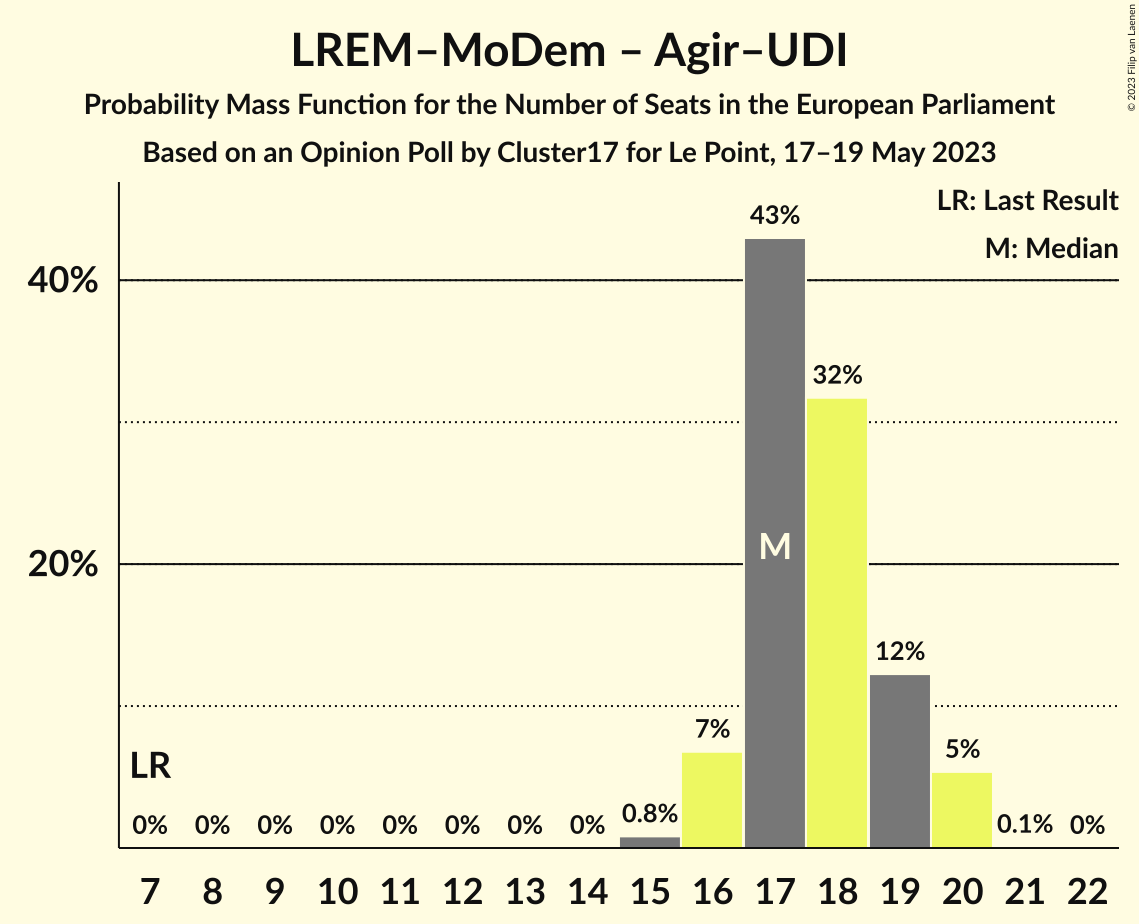 LREM–MoDem – Agir–UDI
Probability Mass Function for the Number of Seats in the European Parliament
Based on an Opinion Poll by Cluster17 for Le Point, 17–19 May 2023
© 2023 Filip van Laenen
LR: Last Result
M: Median
43%
40%
32%
M
20%
12%
7%
5%
LR
0% 0% 0% 0% 0% 0% 0% 0% 0.8% 0.1% 0%
7 8 9 10 11 12 13 14 15 16 17 18 19 20 21 22